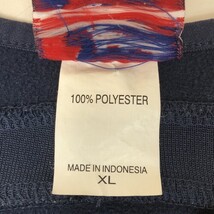 100% POLYESTER
MADE IN INDONESIA
XL